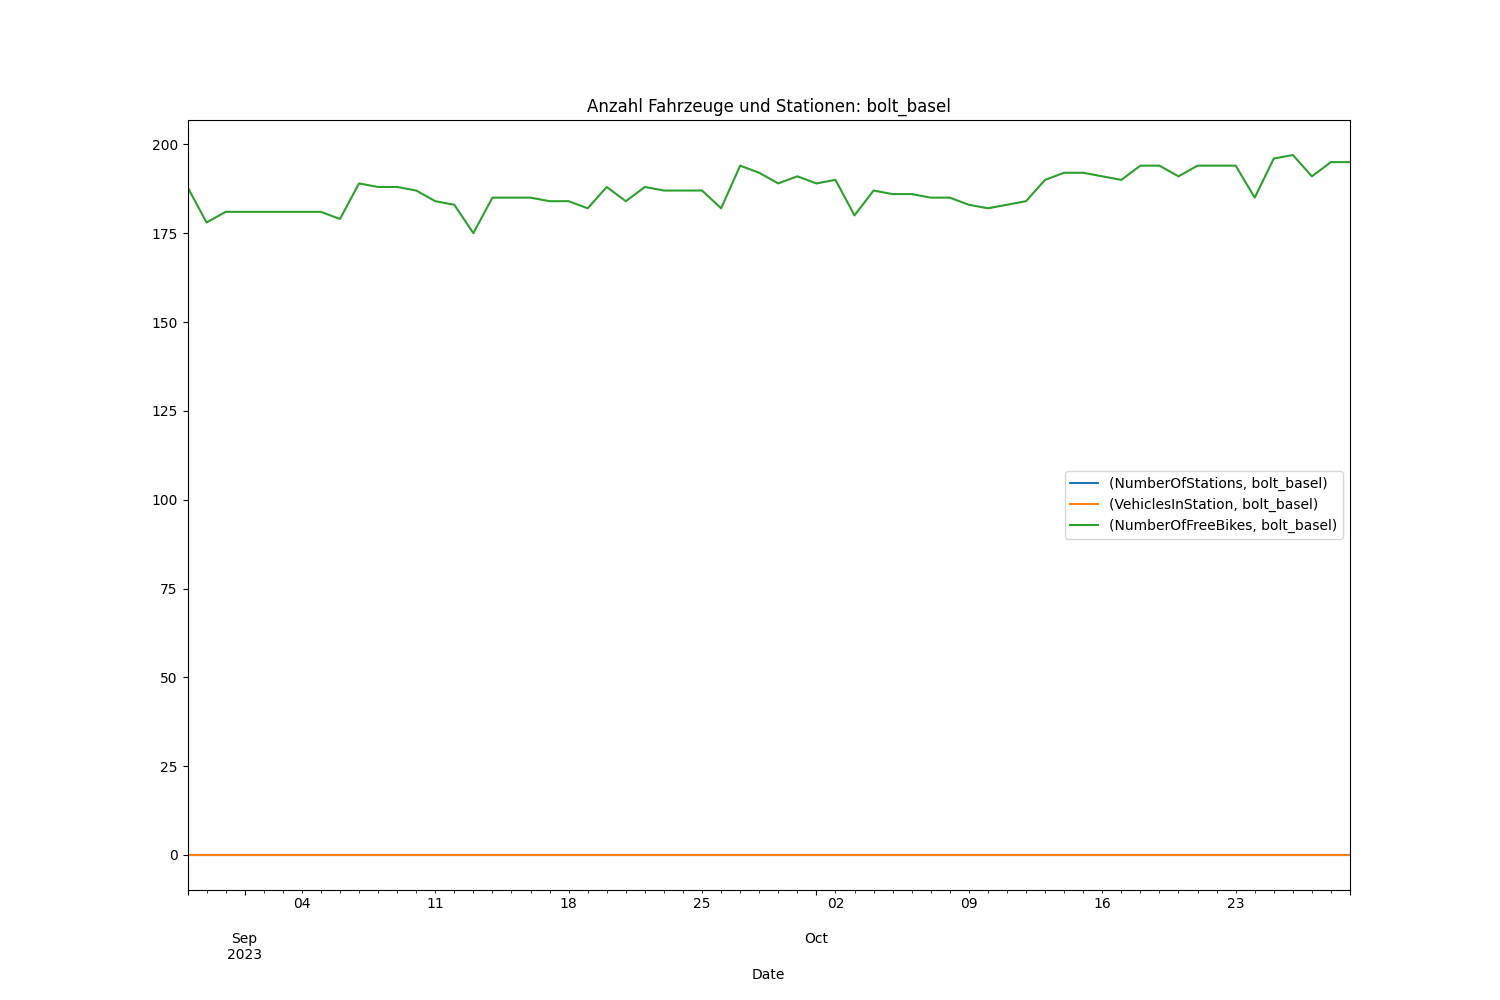 Anzahl Fahrzeuge und Stationen: bolt_basel
200
175
150
125
100
75
50
25
0
(NumberOfStations, bolt_basel)
(VehiclesInStation, bolt_basel)
(NumberOfFreeBikes, bolt_basel)
04 11 18 25 02 09 16 23
Sep Oct
2023
Date